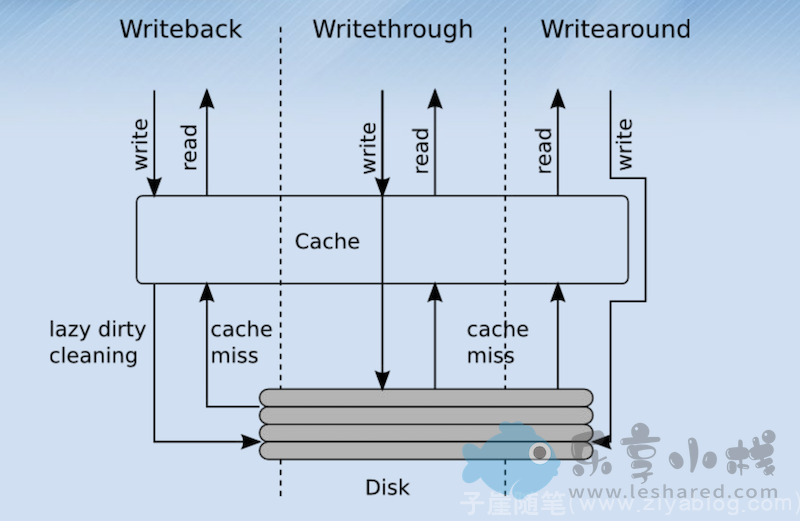 Writeback
Writethrough
Writearound
write
read
write
read
read
write
Cache
lazy dirty
cleaning
cache
miss
cache
miss
Disk
乐享小栈
www.leshared.com
子崖随笔(www.ziyablog.com)